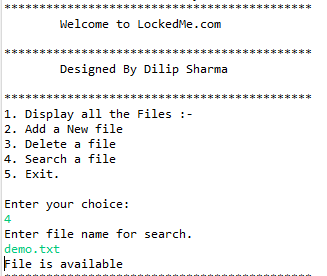 *********************************************
Welcome to LockedMe.com
*********************************************
Designed By Dilip Sharma
*********************************************
1. Display all the Files :-
2. Add a New file
3. Delete a file
4. Search a file
5. Exit.
Enter your choice:
4
Enter file name for search.
demo.txt
File is available
*********************************************